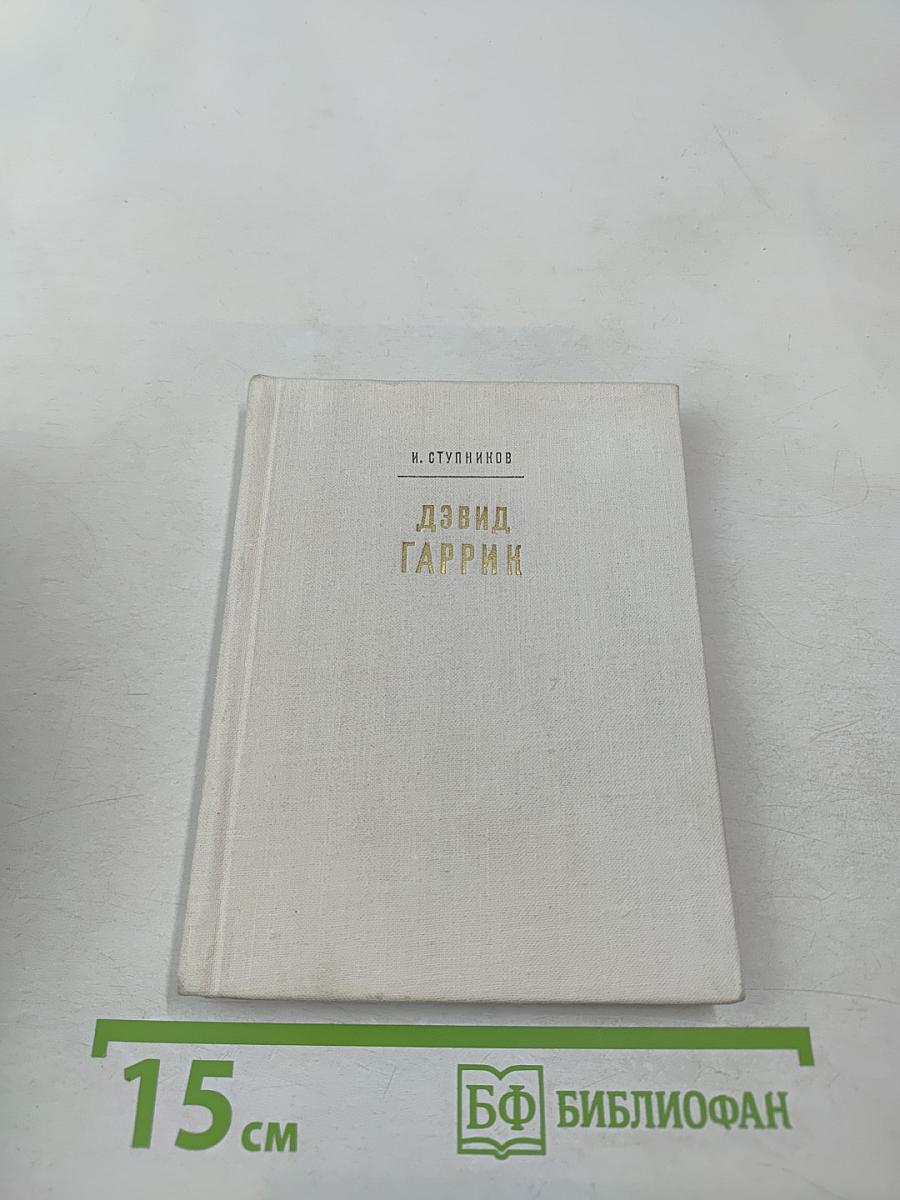 И. СТУПНИКОВ
ДЭВИД
ГАРРИК
15 см
БФ БИБЛИОФАН